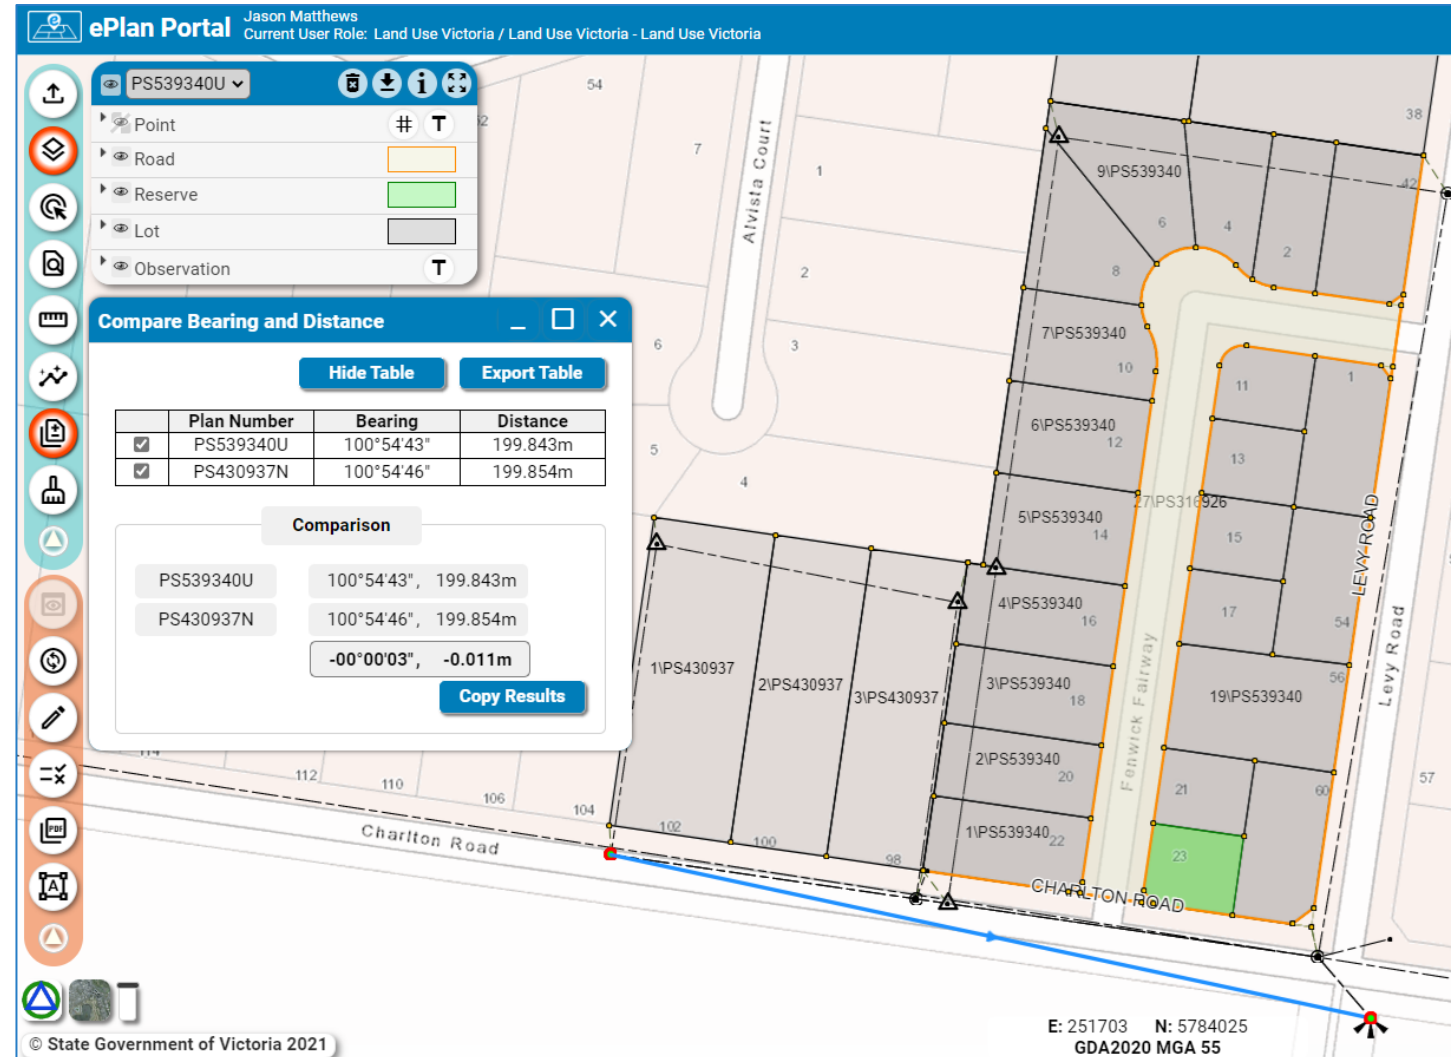 ePlan Portal
Jason Matthews
Current User Role: Land Use Victoria / Land Use Victoria - Land Use Victoria
PS539340U
Point
# T
Road
Reserve
Lot
Observation
T
Compare Bearing and Distance
Hide Table
Export Table
Plan Number Bearing Distance
PS539340U 100°54'43" 199.843m
PS430937N 100°54'46" 199.854m
Comparison
PS539340U 100°54'43", 199.843m
PS430937N 100°54'46", 199.854m
-00°00'03", -0.011m
Copy Results
54
7
1
Alvista Court
2
6
3
5
4
38
42
9\PS539340
6
4
2
8
7\PS539340
10
11
1
6\PS539340
12
13
27\PS316926
5\PS539340
14
15
LEVY ROAD
4\PS539340
16
17
54
Levy Road
3\PS539340
18
56
19\PS539340
1\PS430937
2\PS430937
3\PS430937
Fenwick Fairway
2\PS539340
20
21
60
57
114
112
110
106
104
102
100
98
1\PS539340
22
23
Charlton Road
CHARLTON ROAD
PDF
A
E: 251703 N: 5784025
GDA2020 MGA 55
© State Government of Victoria 2021